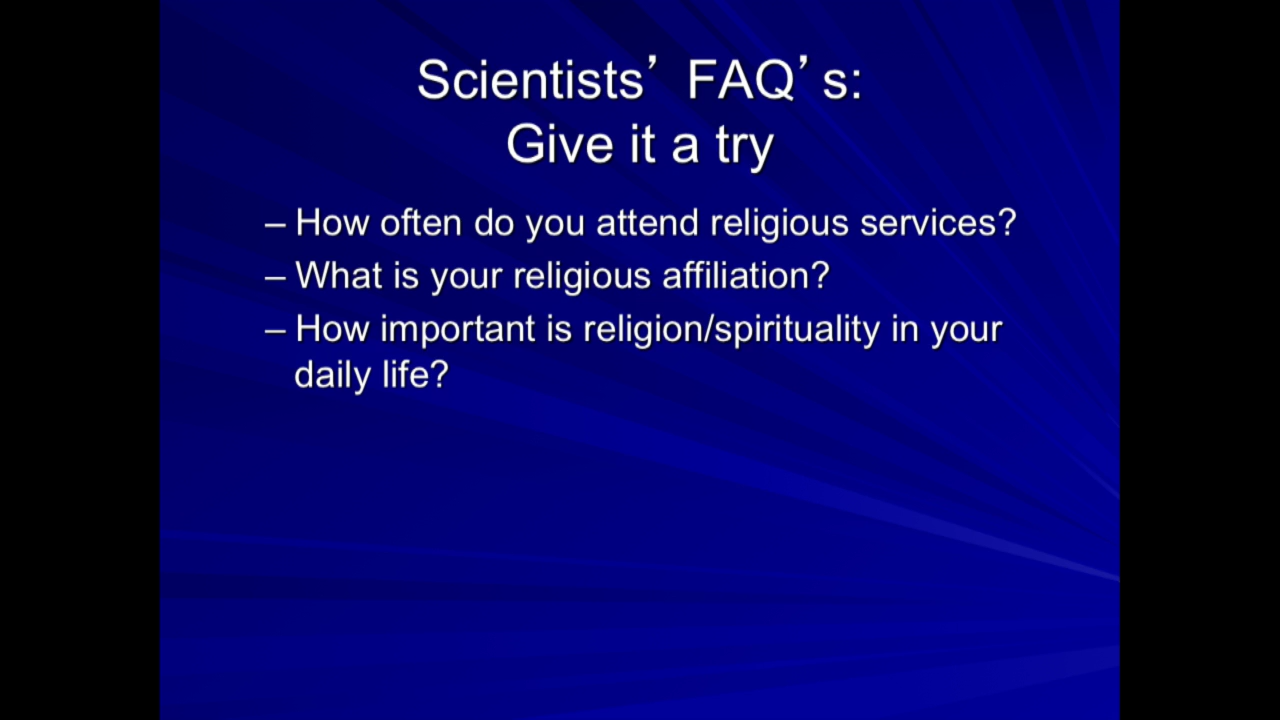 Scientists’ FAQ’s:
Give it a try
– How often do you attend religious services?
– What is your religious affiliation?
– How important is religion/spirituality in your
daily life?